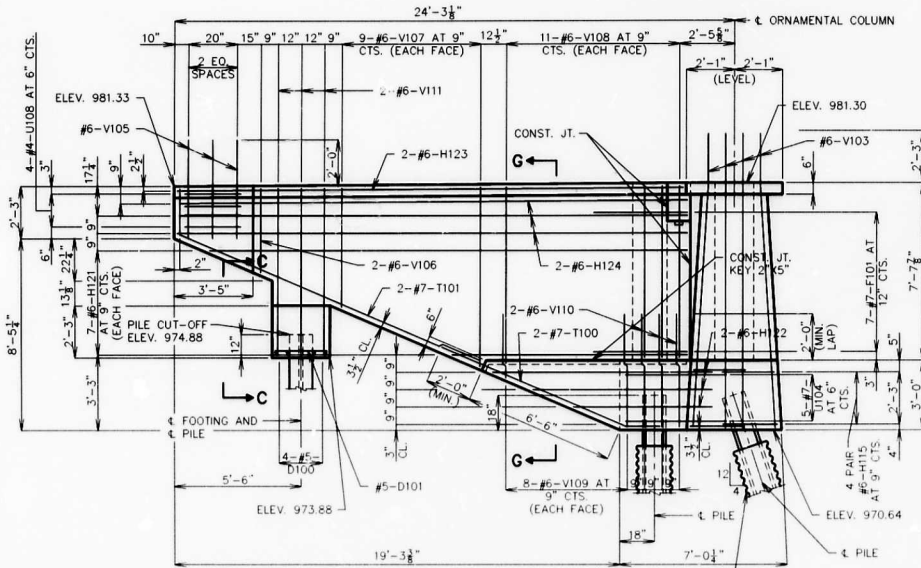 24'-3⅛"
℄ ORNAMENTAL COLUMN
10" 20" 15" 9" 12" 12" 9" 9-#6-V107 AT 9" CTS. (EACH FACE) 12½" 11-#6-V108 AT 9" CTS. (EACH FACE) 2'-5⅝"
2 EQ. SPACES
2'-1" 2'-1"
(LEVEL)
2-#6-V111
4-#4-U108 AT 6" CTS.
ELEV. 981.33
#6-V105
ELEV. 981.30
#6-V103
CONST. JT.
G
3" 17¼" 9" 2½"
2'-0"
2-#6-H123
6"
2'-3"
2'-3"
6"
9" 9"
2-#6-H124
2"
C
2-#6-V106
3'-5"
CONST. JT. KEY 2"X5"
7-#7-F101 AT 12" CTS.
7'-7⅞"
22¼"
13⅛"
7-#6-H121 AT 9" CTS. (EACH FACE)
8'-5½"
2'-3"
2-#7-T101
2-#6-V110
PILE CUT-OFF ELEV. 974.88
12"
6"
2-#7-T100
2-#6-H122
2'-0" (MIN. LAP)
3½" CL.
9" 9" 9"
2'-0" (MIN.)
18"
5"
3"
5-#7-U104 AT 6" CTS.
2'-3"
3'-0"
3'-3"
C
℄ FOOTING AND ℄ PILE
3" CL.
6'-6"
3½" CL.
4"
4 PAIR #6-H115 AT 9" CTS.
4-#5-D100
5'-6"
#5-D101
G
8-#6-V109 AT 9" CTS. (EACH FACE)
9" 9" 9"
12
4
ELEV. 973.88
℄ PILE
ELEV. 970.64
18"
℄ PILE
19'-3⅜"
7'-0¼"